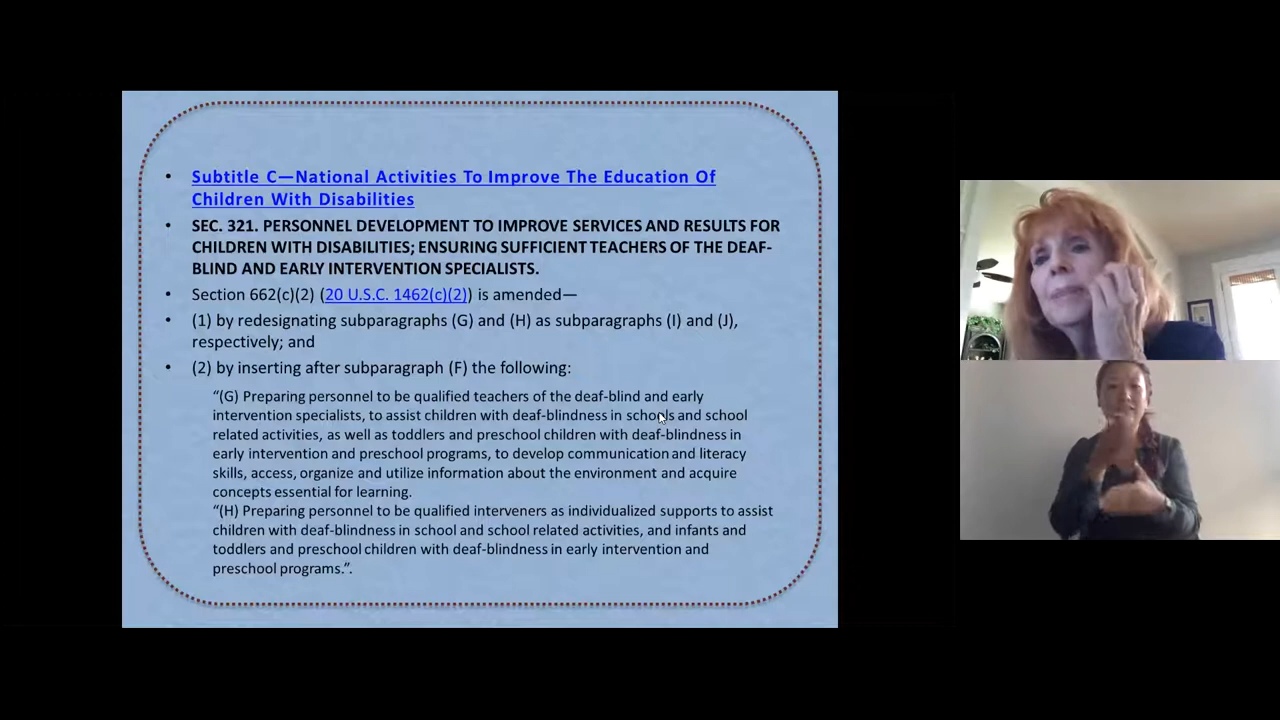 • Subtitle C—National Activities To Improve The Education Of
Children With Disabilities
• SEC. 321. PERSONNEL DEVELOPMENT TO IMPROVE SERVICES AND RESULTS FOR
CHILDREN WITH DISABILITIES; ENSURING SUFFICIENT TEACHERS OF THE DEAF-
BLIND AND EARLY INTERVENTION SPECIALISTS.
• Section 662(c)(2) (20 U.S.C. 1462(c)(2)) is amended—
• (1) by redesignating subparagraphs (G) and (H) as subparagraphs (I) and (J),
respectively; and
• (2) by inserting after subparagraph (F) the following:
“(G) Preparing personnel to be qualified teachers of the deaf-blind and early
intervention specialists, to assist children with deaf-blindness in schools and school
related activities, as well as toddlers and preschool children with deaf-blindness in
early intervention and preschool programs, to develop communication and literacy
skills, access, organize and utilize information about the environment and acquire
concepts essential for learning.
“(H) Preparing personnel to be qualified interveners as individualized supports to assist
children with deaf-blindness in school and school related activities, and infants and
toddlers and preschool children with deaf-blindness in early intervention and
preschool programs.”.